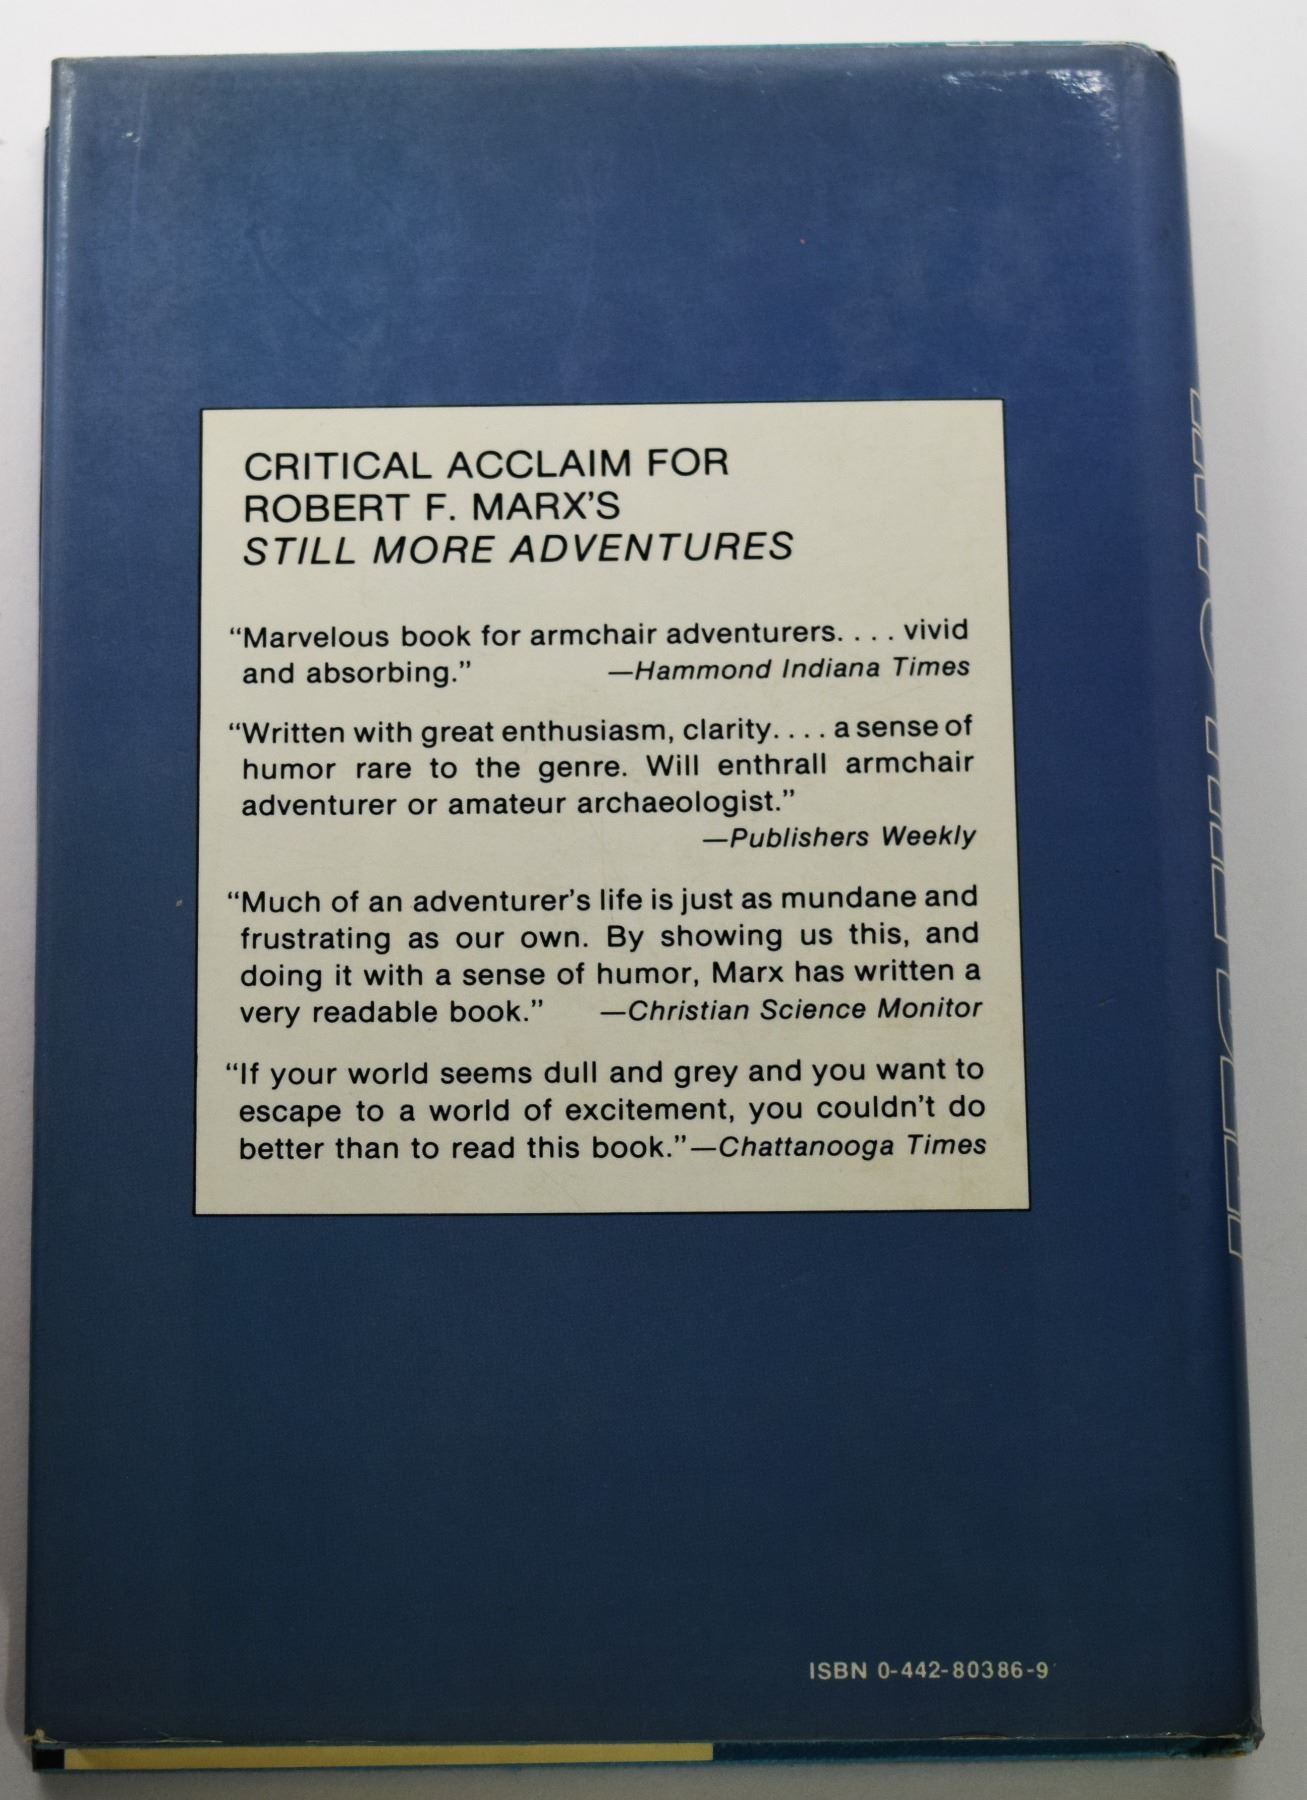 CRITICAL ACCLAIM FOR
ROBERT F. MARX'S
STILL MORE ADVENTURES
“Marvelous book for armchair adventurers. . . . vivid
and absorbing.” —Hammond Indiana Times
“Written with great enthusiasm, clarity. . . . a sense of
humor rare to the genre. Will enthrall armchair
adventurer or amateur archaeologist.”
—Publishers Weekly
“Much of an adventurer's life is just as mundane and
frustrating as our own. By showing us this, and
doing it with a sense of humor, Marx has written a
very readable book.” —Christian Science Monitor
“If your world seems dull and grey and you want to
escape to a world of excitement, you couldn't do
better than to read this book.”—Chattanooga Times
ISBN 0-442-80386-9